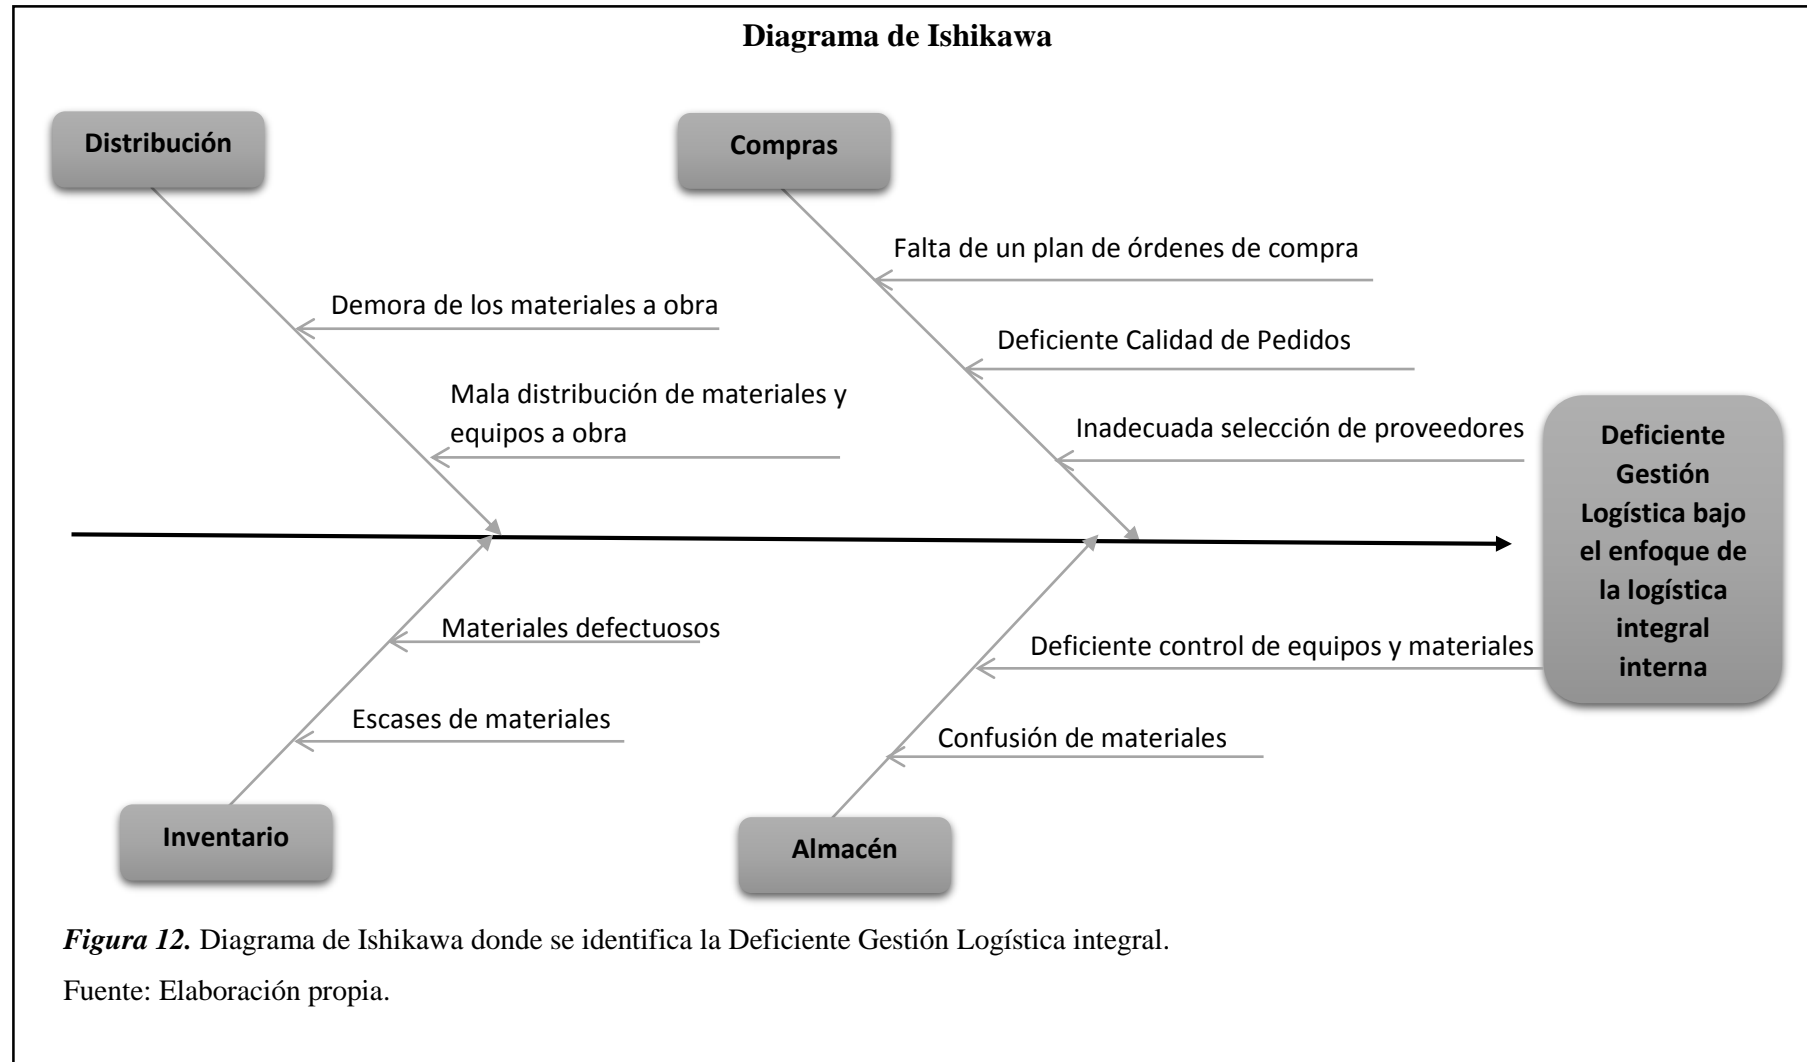 Diagrama de Ishikawa
Distribución
Compras
Falta de un plan de órdenes de compra
Demora de los materiales a obra
Deficiente Calidad de Pedidos
Mala distribución de materiales y
equipos a obra
Inadecuada selección de proveedores
Deficiente
Gestión
Logística bajo
el enfoque de
la logística
integral
interna
Materiales defectuosos
Deficiente control de equipos y materiales
Escases de materiales
Confusión de materiales
Inventario
Almacén
Figura 12. Diagrama de Ishikawa donde se identifica la Deficiente Gestión Logística integral.
Fuente: Elaboración propia.